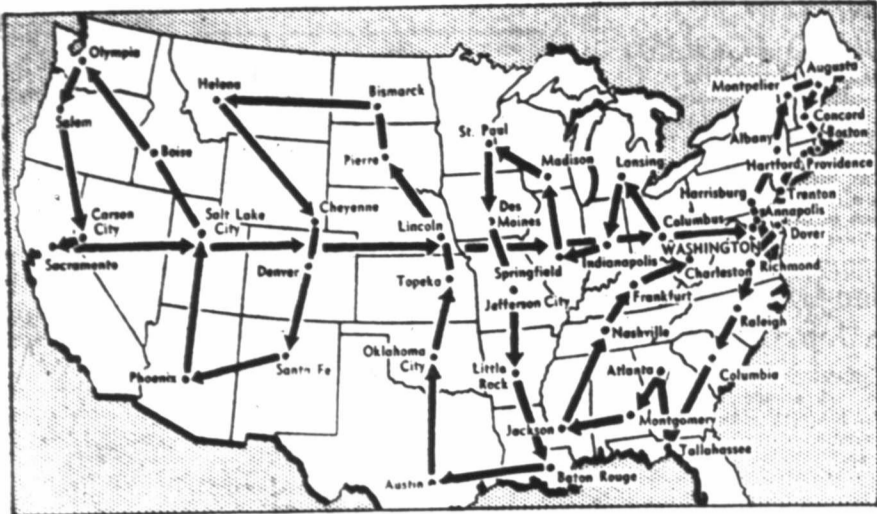 Olympia
Augusta
Montpelier
Helena
Bismarck
Concord
Salem
St. Paul
Boston
Albany
Boise
Pierre
Madison
Lansing
Hartford Providence
Harrisburg
Trenton
Cheyenne
Annapolis
Carson
City
Salt Lake
City
Des
Moines
Lincoln
Columbus
Dover
WASHINGTON
Sacramento
Denver
Springfield
Indianapolis
Charleston
Richmond
Topeka
Jefferson City
Frankfurt
Raleigh
Nashville
Oklahoma
City
Santa Fe
Phoenix
Little
Rock
Atlanta
Columbia
Montgomery
Jackson
Tallahassee
Baton Rouge
Austin